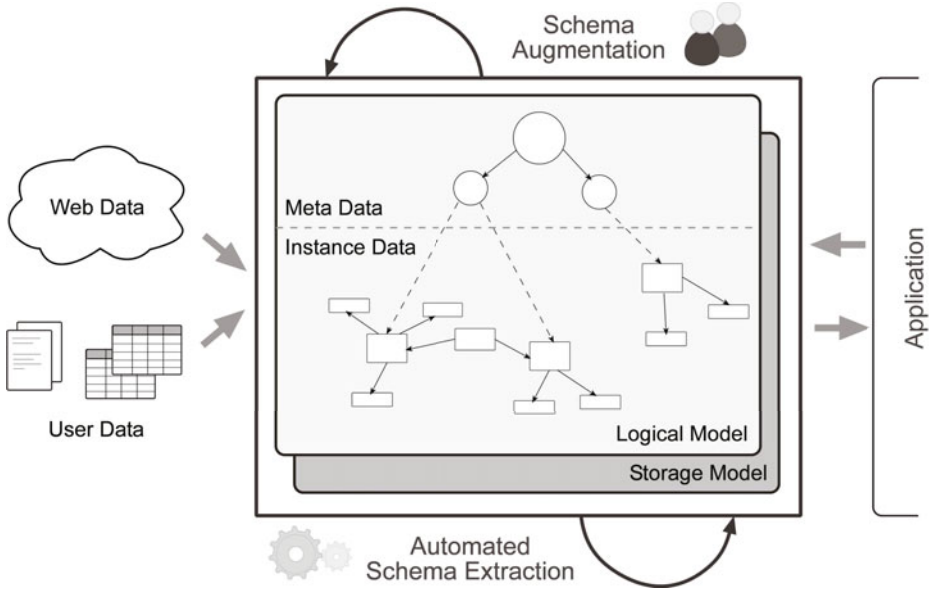 Schema
Augmentation
Web Data
Meta Data
Instance Data
User Data
Application
Logical Model
Storage Model
Automated
Schema Extraction